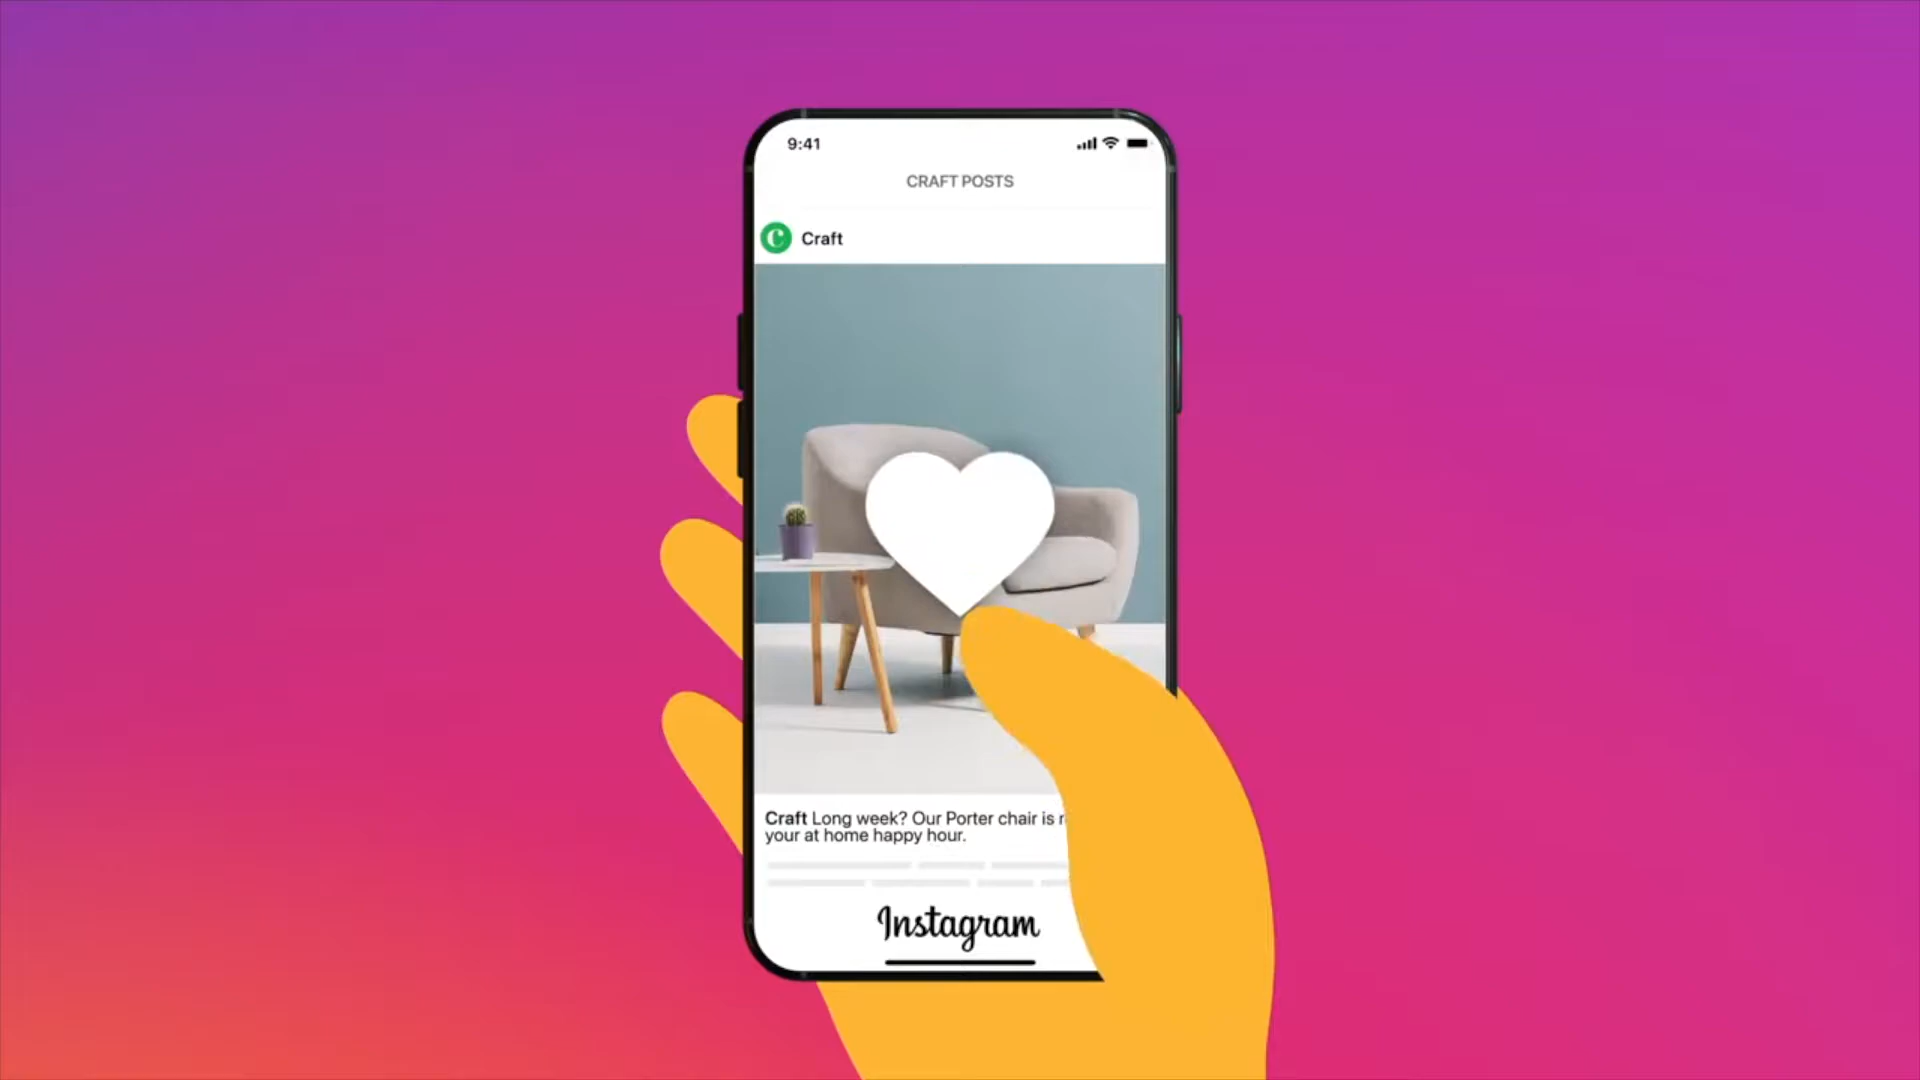 9:41
CRAFT POSTS
C Craft
Craft Long week? Our Porter chair is
your at home happy hour.
Instagram